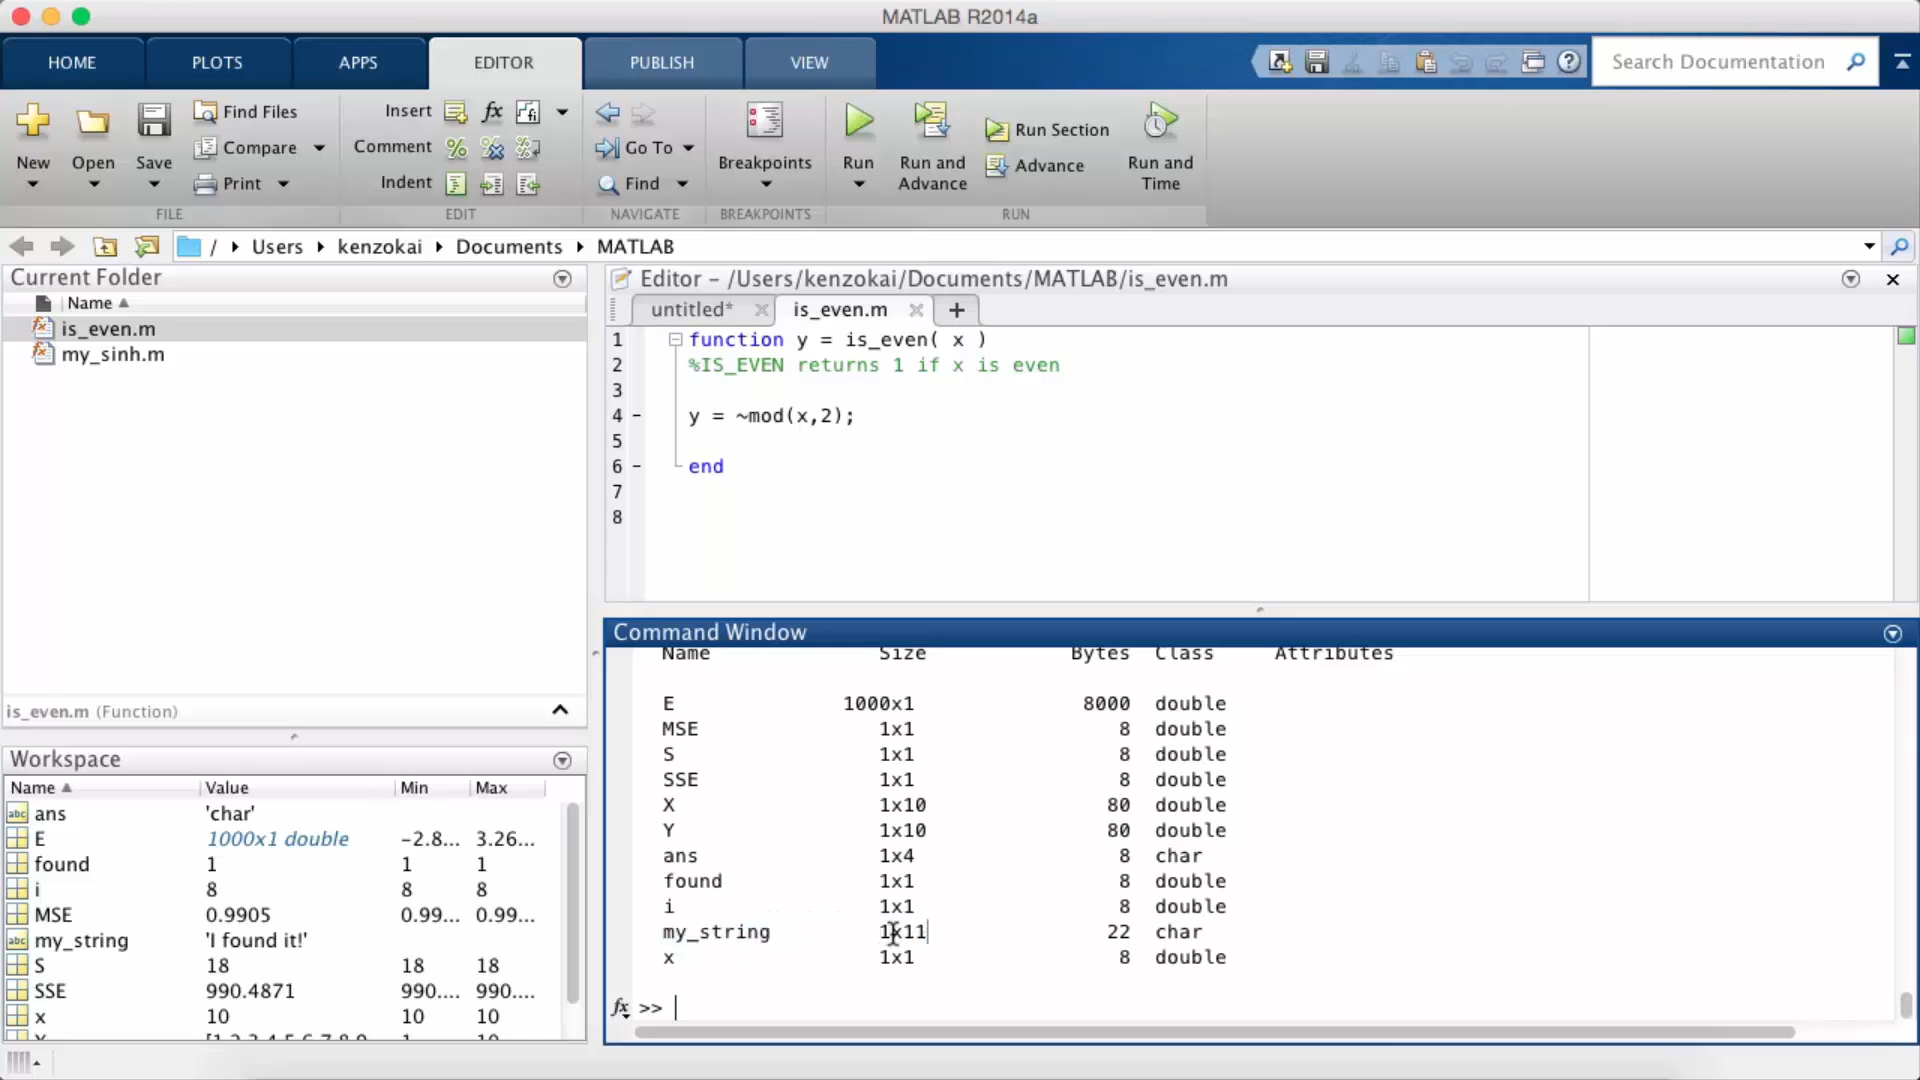 MATLAB R2014a
HOME PLOTS APPS EDITOR PUBLISH VIEW
Search Documentation
New Open Save Find Files Compare Print
Insert Comment Indent
Go To Find
Breakpoints
Run Run and Advance Run Section Advance Run and Time
FILE EDIT NAVIGATE BREAKPOINTS RUN
/ Users kenzokai Documents MATLAB
Current Folder
Name
is_even.m
my_sinh.m
is_even.m (Function)
Workspace
Name Value Min Max
ans 'char'
E 1000x1 double -2.8... 3.26...
found 1 1 1
i 8 8 8
MSE 0.9905 0.99... 0.99...
my_string 'I found it!'
S 18 18 18
SSE 990.4871 990.... 990....
x 10 10 10
Editor – /Users/kenzokai/Documents/MATLAB/is_even.m
untitled* is_even.m
1 function y = is_even( x )
2 %IS_EVEN returns 1 if x is even
3
4 - y = ~mod(x,2);
5
6 - end
7
8
Command Window
Name Size Bytes Class Attributes
E 1000x1 8000 double
MSE 1x1 8 double
S 1x1 8 double
SSE 1x1 8 double
X 1x10 80 double
Y 1x10 80 double
ans 1x4 8 char
found 1x1 8 double
i 1x1 8 double
my_string 1x11 22 char
x 1x1 8 double
fx >>